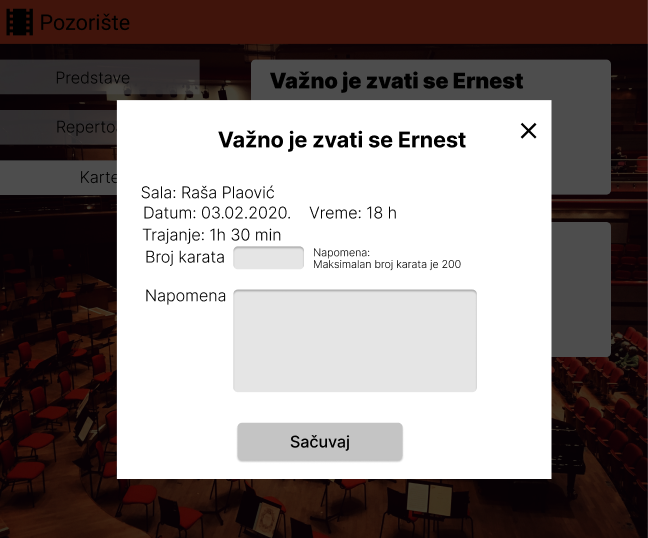 Pozorište
Predstave
Važno je zvati se Ernest
Reperto
Karte
Važno je zvati se Ernest
Sala: Raša Plaović
Datum: 03.02.2020. Vreme: 18 h
Trajanje: 1h 30 min
Broj karata
Napomena:
Maksimalan broj karata je 200
Napomena
Sačuvaj